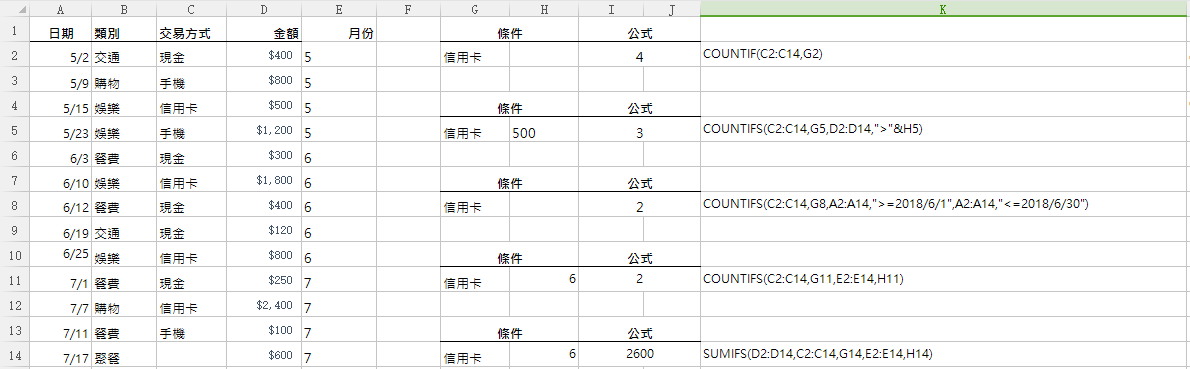 A B C D E F G H I J K
1 日期 類別 交易方式 金額 月份 條件 公式
2 5/2 交通 現金 $400 5 信用卡 4 COUNTIF(C2:C14,G2)
3 5/9 購物 手機 $800 5
4 5/15 娛樂 信用卡 $500 5 條件 公式
5 5/23 娛樂 手機 $1,200 5 信用卡 500 3 COUNTIFS(C2:C14,G5,D2:D14,">"&H5)
6 6/3 餐費 現金 $300 6
7 6/10 娛樂 信用卡 $1,800 6 條件 公式
8 6/12 餐費 現金 $400 6 信用卡 2 COUNTIFS(C2:C14,G8,A2:A14,">=2018/6/1",A2:A14,"<=2018/6/30")
9 6/19 交通 現金 $120 6
10 6/25 娛樂 信用卡 $800 6 條件 公式
11 7/1 餐費 現金 $250 7 信用卡 6 2 COUNTIFS(C2:C14,G11,E2:E14,H11)
12 7/7 購物 信用卡 $2,400 7
13 7/11 餐費 手機 $100 7 條件 公式
14 7/17 聚餐 $600 7 信用卡 6 2600 SUMIFS(D2:D14,C2:C14,G14,E2:E14,H14)